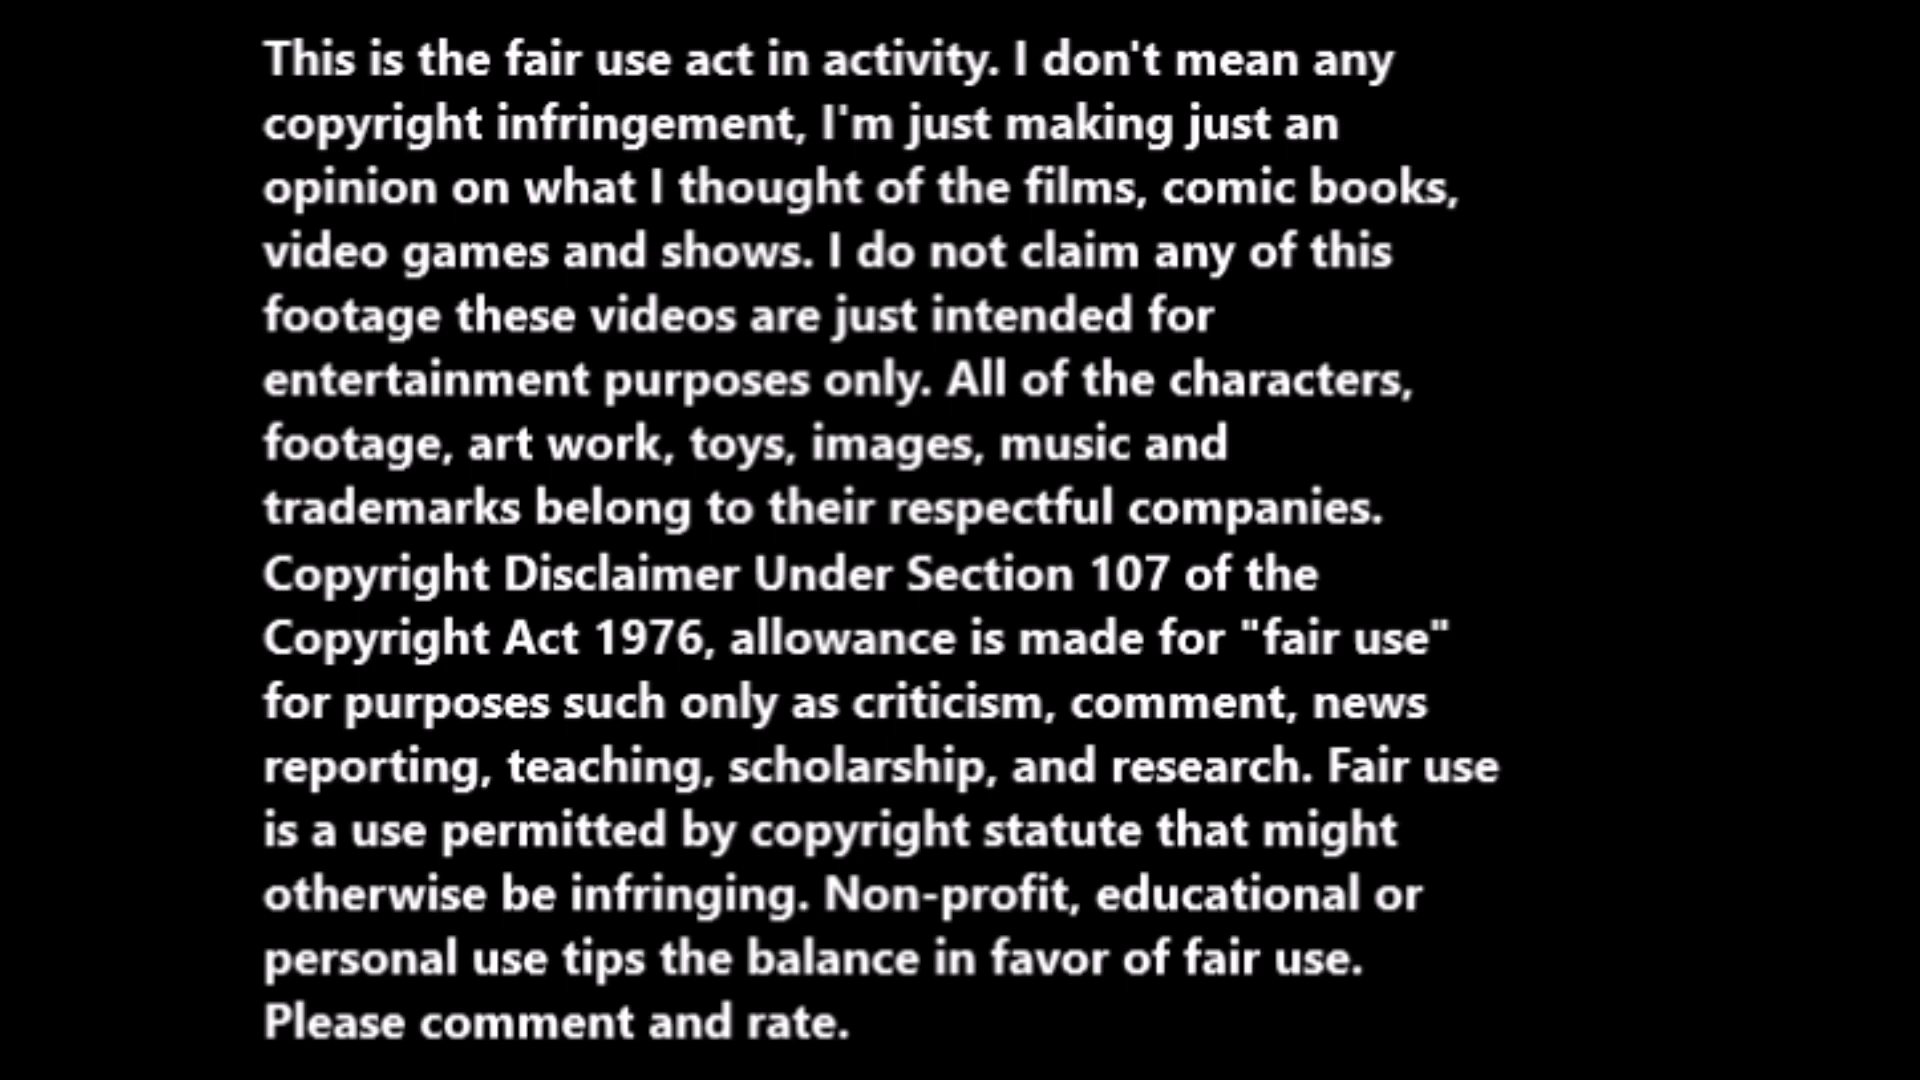 This is the fair use act in activity. I don't mean any
copyright infringement, I'm just making just an
opinion on what I thought of the films, comic books,
video games and shows. I do not claim any of this
footage these videos are just intended for
entertainment purposes only. All of the characters,
footage, art work, toys, images, music and
trademarks belong to their respectful companies.
Copyright Disclaimer Under Section 107 of the
Copyright Act 1976, allowance is made for "fair use"
for purposes such only as criticism, comment, news
reporting, teaching, scholarship, and research. Fair use
is a use permitted by copyright statute that might
otherwise be infringing. Non-profit, educational or
personal use tips the balance in favor of fair use.
Please comment and rate.